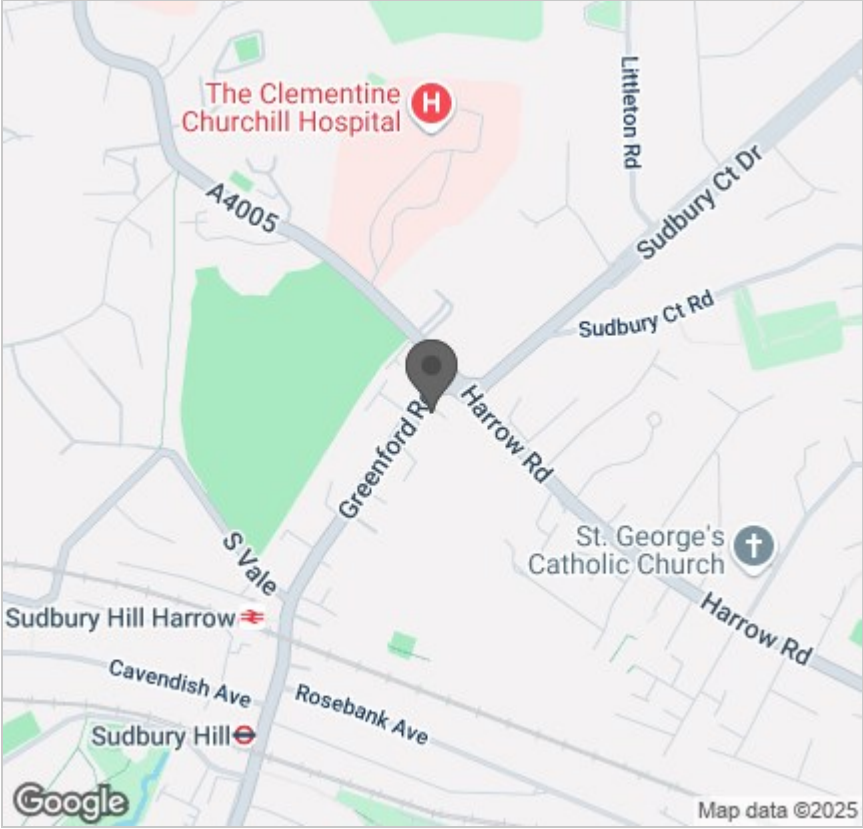 Littleton Rd
The Clementine
Churchill Hospital
H
A4005
Sudbury Ct Dr
Sudbury Ct Rd
Greenford R
Harrow Rd
S Vale
St. George's
Catholic Church
Sudbury Hill Harrow
Harrow Rd
Cavendish Ave
Rosebank Ave
Sudbury Hill
Google
Map data ©2025